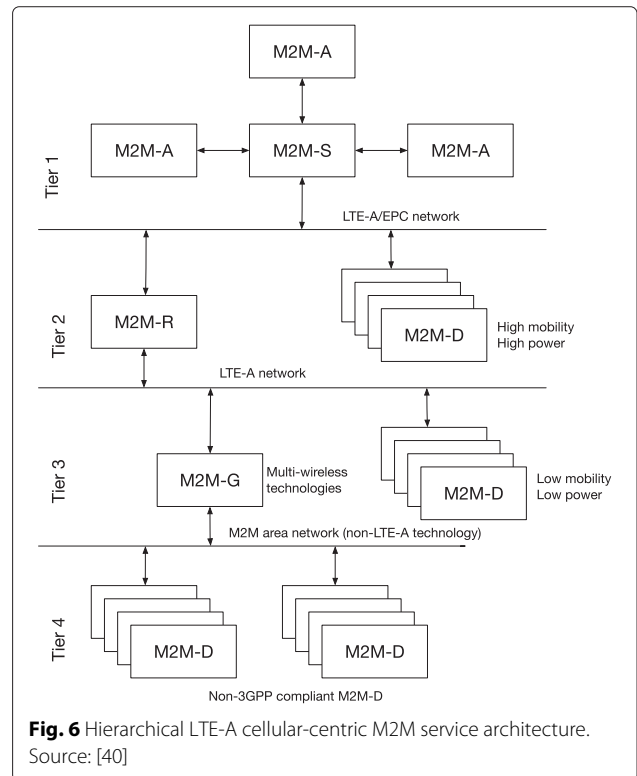 M2M-A
M2M-A
M2M-S
M2M-A
Tier 1
LTE-A/EPC network
M2M-R
M2M-D
High mobility
High power
Tier 2
LTE-A network
M2M-G
Multi-wireless
technologies
M2M-D
Low mobility
Low power
Tier 3
M2M area network (non-LTE-A technology)
M2M-D
M2M-D
Tier 4
Non-3GPP compliant M2M-D
Fig. 6 Hierarchical LTE-A cellular-centric M2M service architecture.
Source: [40]